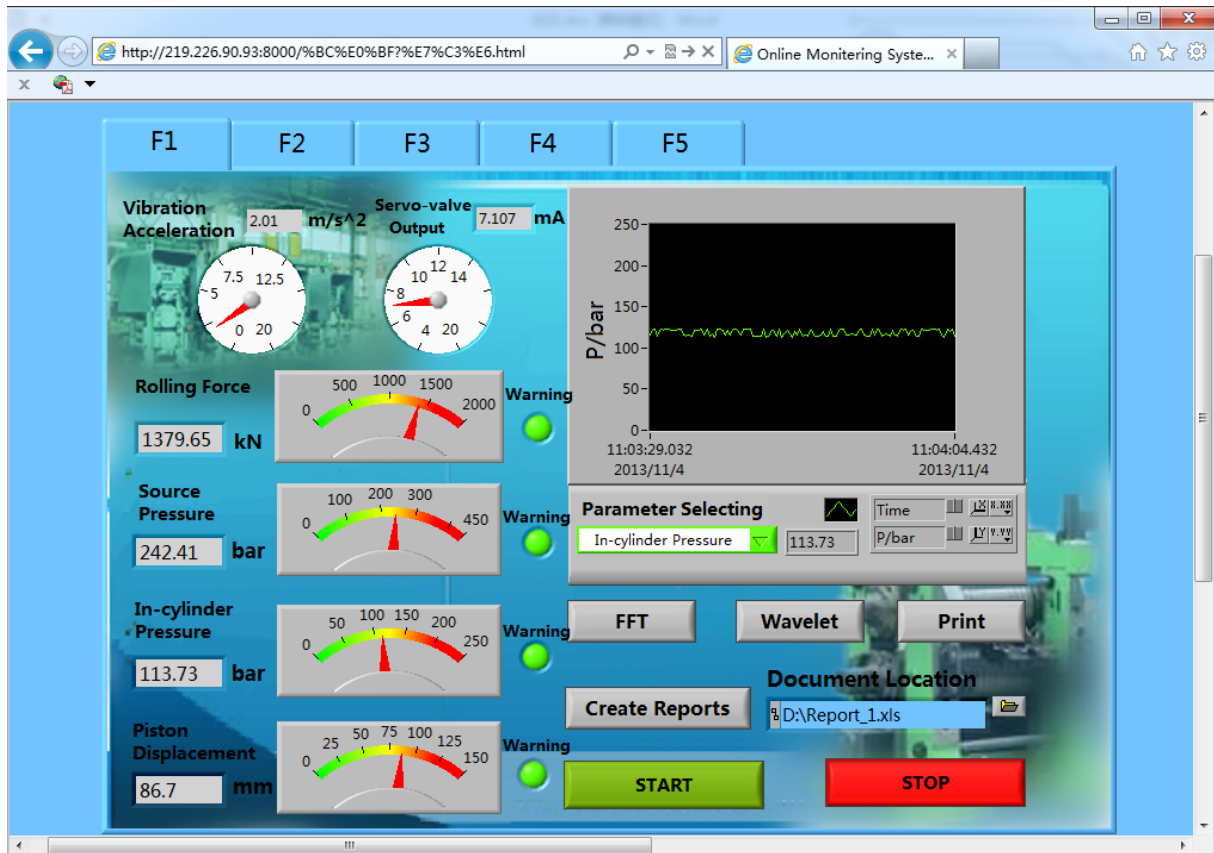 http://219.226.90.93:8000/%BC%E0%BF?%E7%C3%E6.html
Online Monitering Syste...
F1 F2 F3 F4 F5
Vibration
Acceleration
2.01 m/s^2
0 5 7.5 12.5 20
Servo-valve
Output
7.107 mA
4 6 8 10 12 14 20
Rolling Force
1379.65 kN
0 500 1000 1500 2000
Warning
Source
Pressure
242.41 bar
0 100 200 300 450
Warning
In-cylinder
Pressure
113.73 bar
0 50 100 150 200 250
Warning
Piston
Displacement
86.7 mm
0 25 50 75 100 125 150
Warning
P/bar
250
200
150
100
50
0
11:03:29.032
2013/11/4
11:04:04.432
2013/11/4
Parameter Selecting
In-cylinder Pressure
113.73
Time
X X.XX
P/bar
Y Y.YY
FFT Wavelet Print
Create Reports
Document Location
D:\Report_1.xls
START STOP